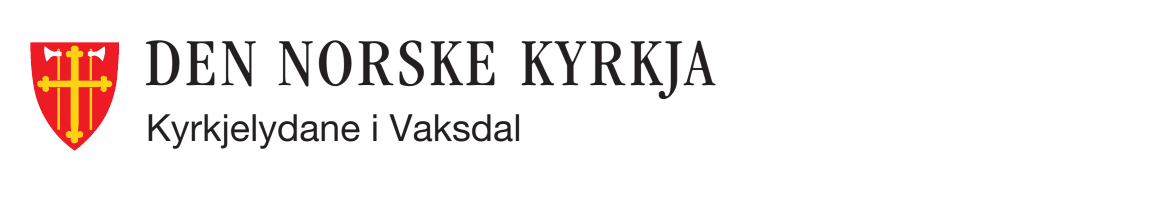 DEN NORSKE KYRKJA
Kyrkjelydane i Vaksdal